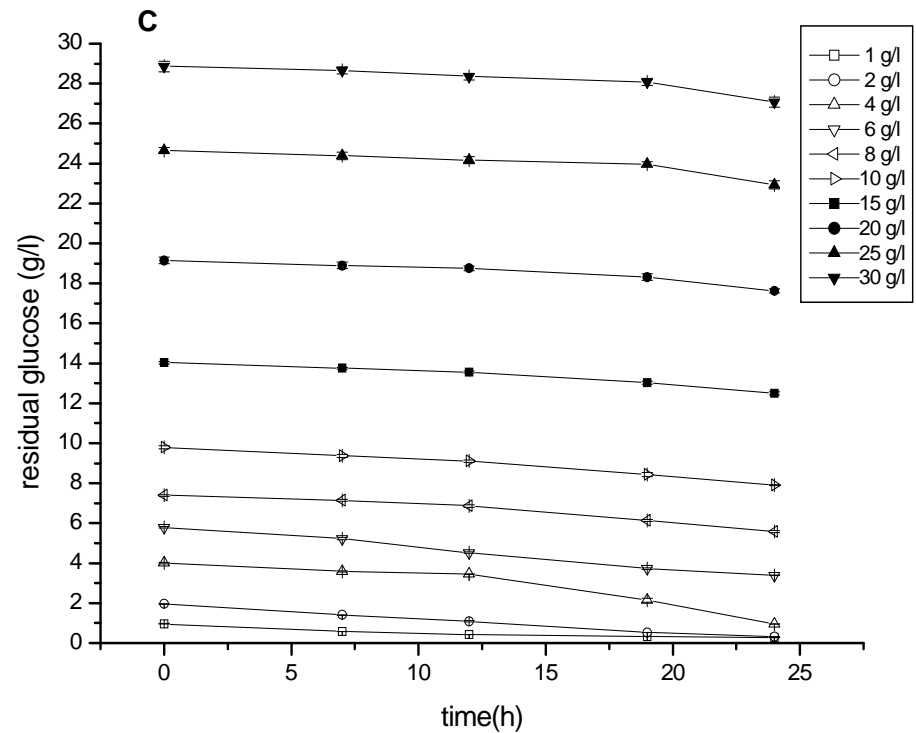 C
30
28
26
24
22
20
18
16
14
12
10
8
6
4
2
0
residual glucose (g/l)
0 5 10 15 20 25
time(h)
1 g/l
2 g/l
4 g/l
6 g/l
8 g/l
10 g/l
15 g/l
20 g/l
25 g/l
30 g/l